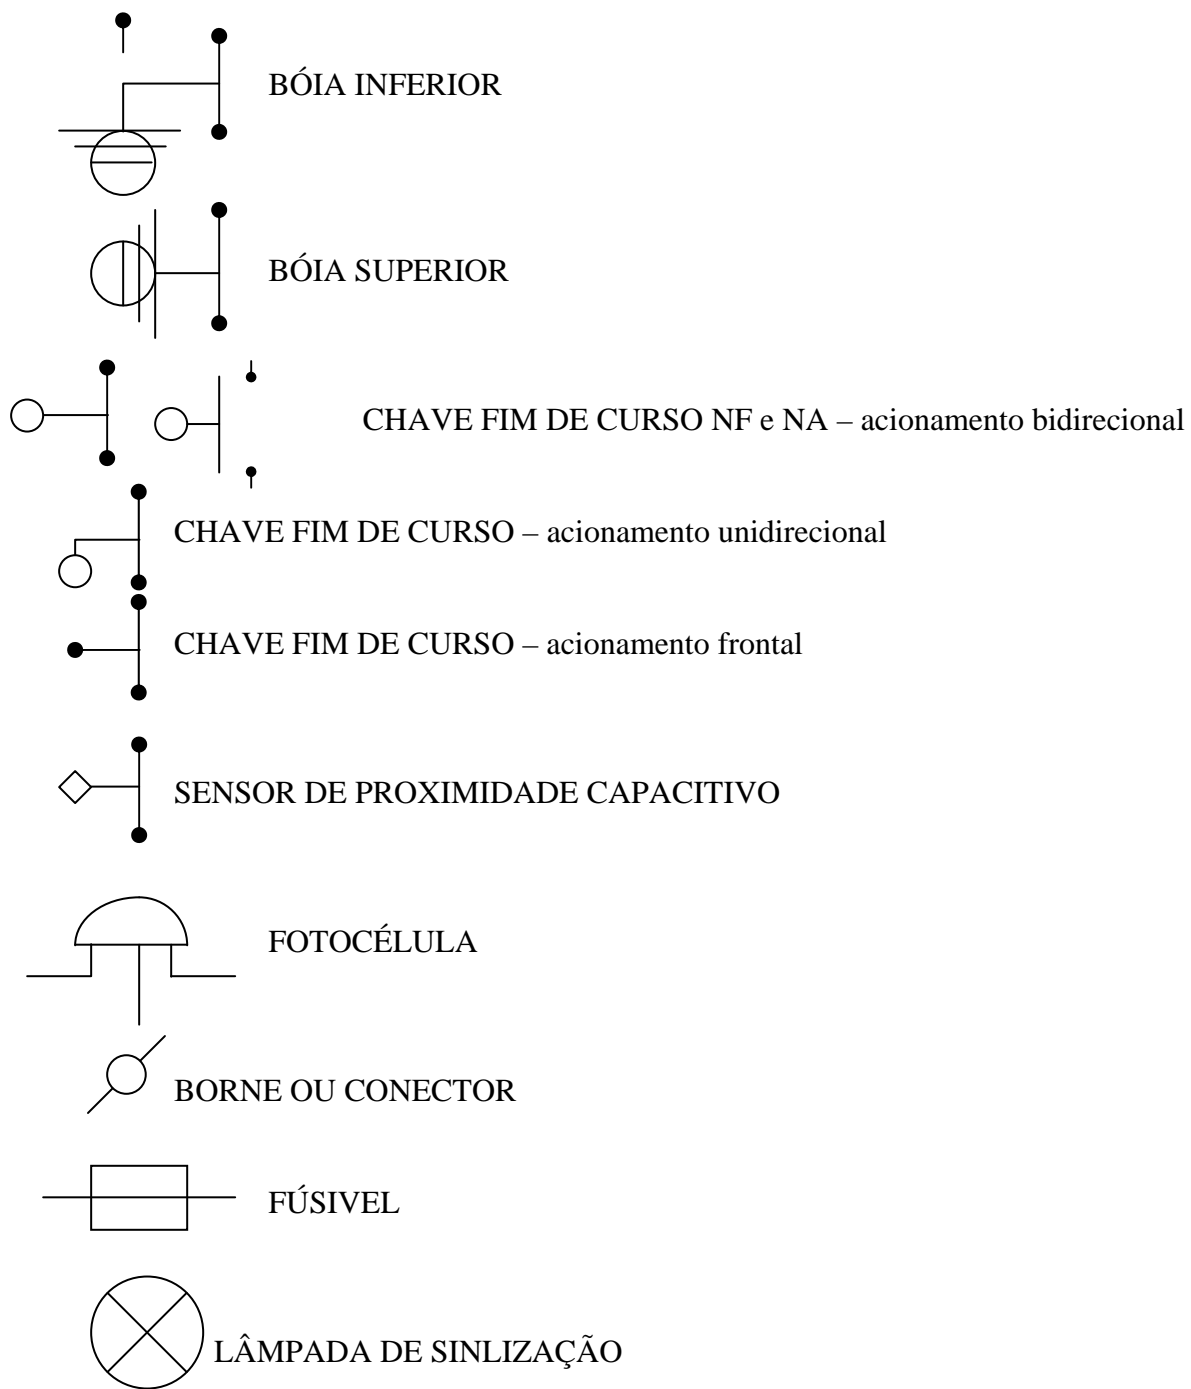 BÓIA INFERIOR
BÓIA SUPERIOR
CHAVE FIM DE CURSO NF e NA – acionamento bidirecional
CHAVE FIM DE CURSO – acionamento unidirecional
CHAVE FIM DE CURSO – acionamento frontal
SENSOR DE PROXIMIDADE CAPACITIVO
FOTOCÉLULA
BORNE OU CONECTOR
FÚSIVEL
LÂMPADA DE SINLIZAÇÃO